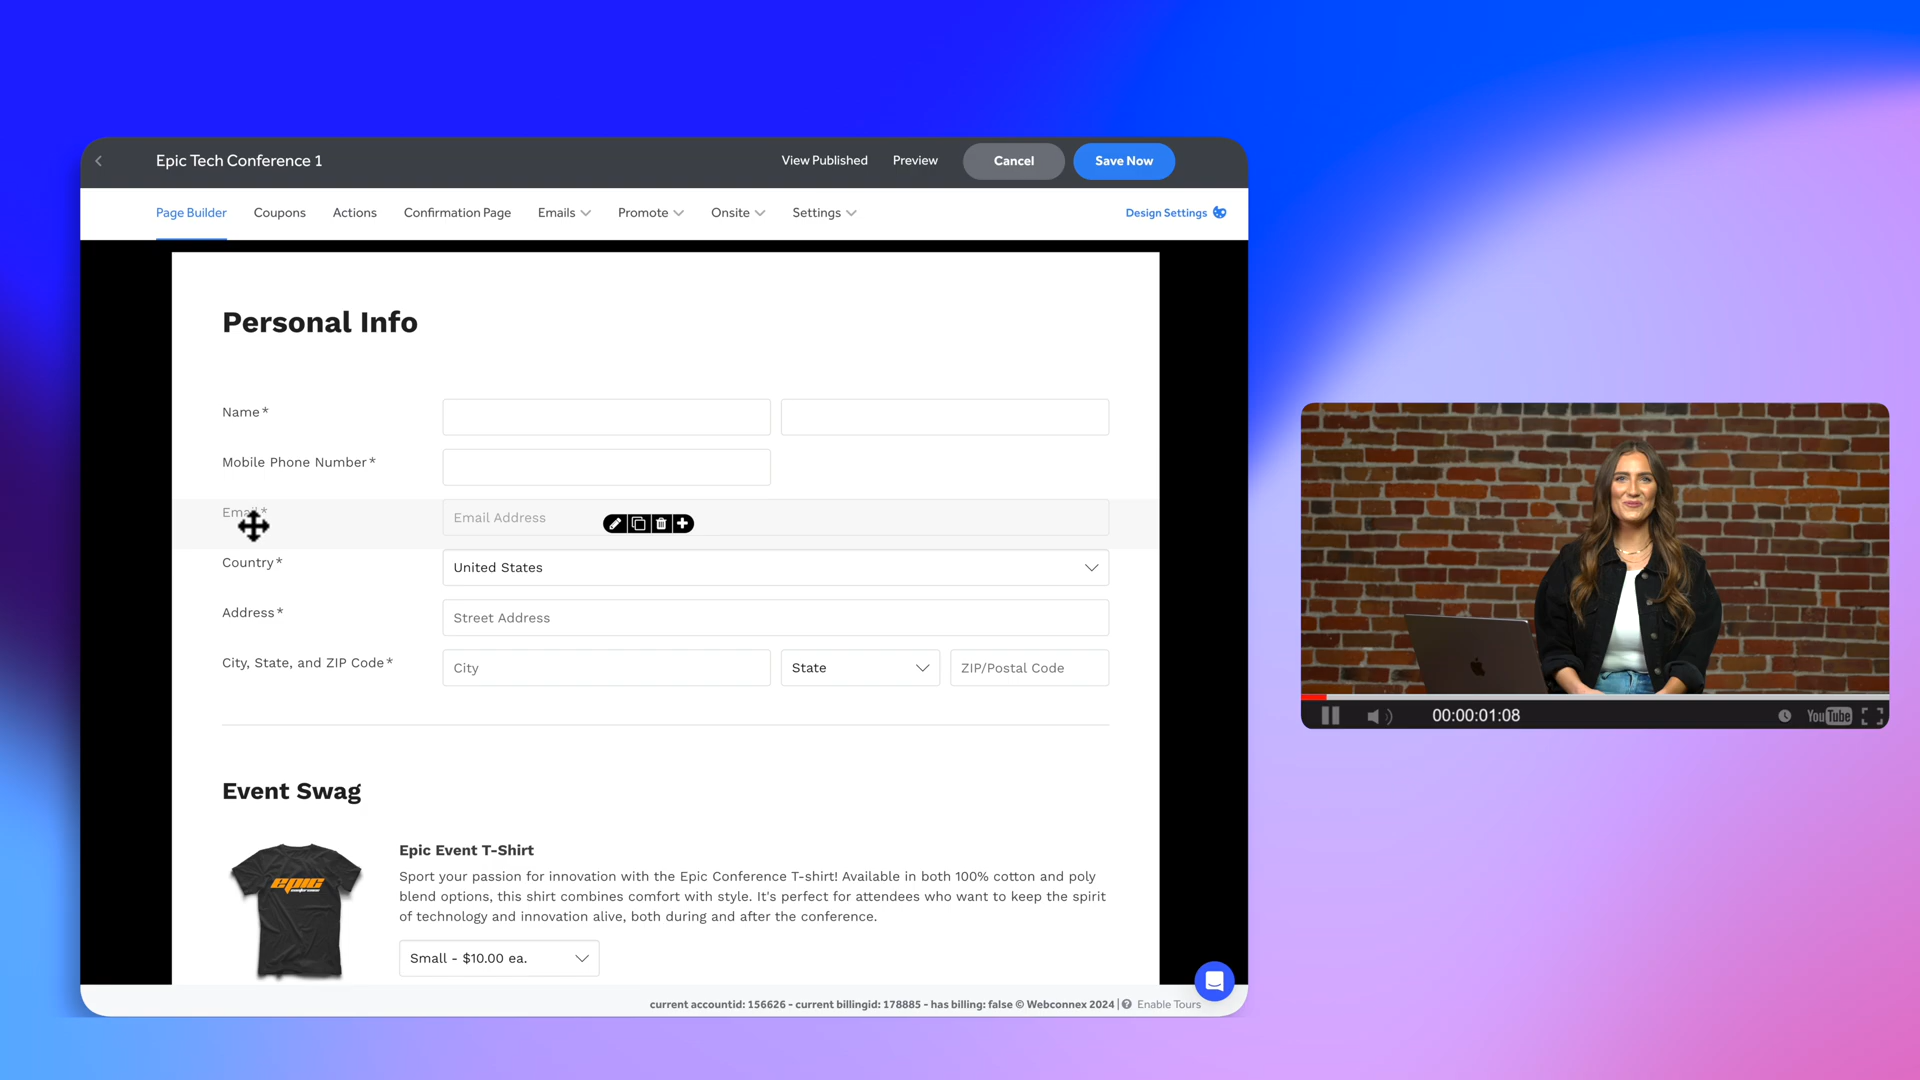 Epic Tech Conference 1
View Published
Preview
Cancel
Save Now
Page Builder
Coupons
Actions
Confirmation Page
Emails
Promote
Onsite
Settings
Design Settings
Personal Info
Name*
Mobile Phone Number*
Email*
Email Address
Country*
United States
Address*
Street Address
City, State, and ZIP Code*
City
State
ZIP/Postal Code
Event Swag
epic
Epic Event T-Shirt
Sport your passion for innovation with the Epic Conference T-shirt! Available in both 100% cotton and poly
blend options, this shirt combines comfort with style. It's perfect for attendees who want to keep the spirit
of technology and innovation alive, both during and after the conference.
Small - $10.00 ea.
current accountid: 156626 - current billingid: 178885 - has billing: false © Webconnex 2024 |
Enable Tours
00:00:01:08
YouTube